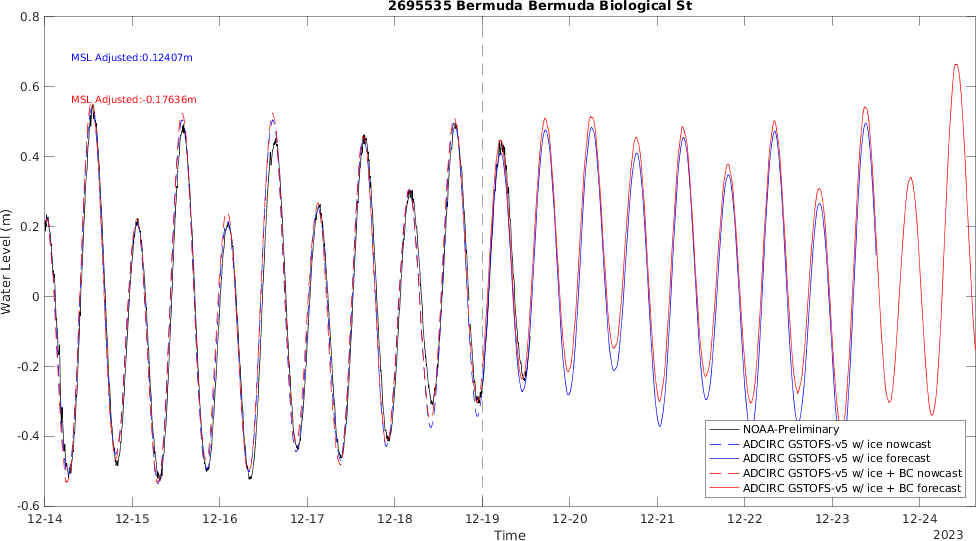 2695535 Bermuda Bermuda Biological St
0.8
MSL Adjusted:0.12407m
0.6
MSL Adjusted:-0.17636m
0.4
0.2
Water Level (m)
0
-0.2
-0.4
NOAA-Preliminary
ADCIRC GSTOFS-v5 w/ ice nowcast
ADCIRC GSTOFS-v5 w/ ice forecast
ADCIRC GSTOFS-v5 w/ ice + BC nowcast
ADCIRC GSTOFS-v5 w/ ice + BC forecast
-0.6
12-14 12-15 12-16 12-17 12-18 12-19 12-20 12-21 12-22 12-23 12-24
Time
2023